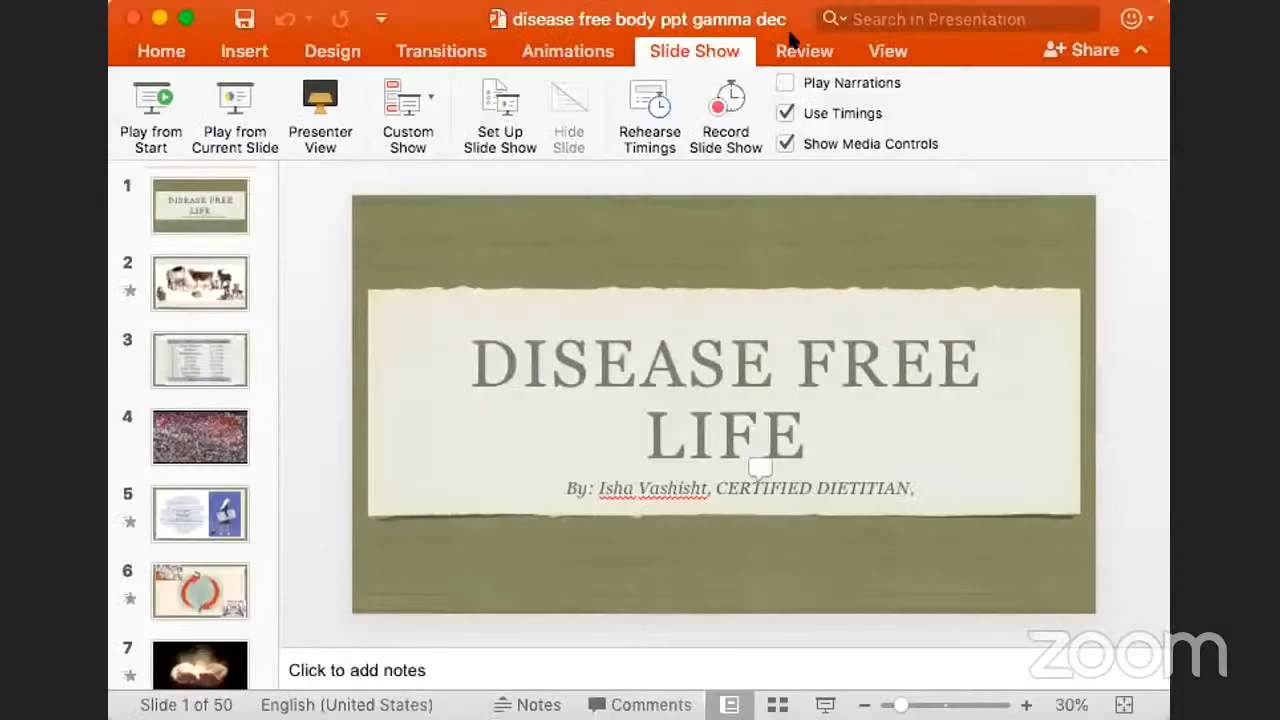 disease free body ppt gamma dec
Search in Presentation
Home Insert Design Transitions Animations Slide Show Review View Share
Play from Start
Play from Current Slide
Presenter View
Custom Show
Set Up Slide Show
Hide Slide
Rehearse Timings
Record Slide Show
Play Narrations
Use Timings
Show Media Controls
1
DISEASE FREE
LIFE
2
3
4
5
6
7
DISEASE FREE
LIFE
By: Isha Vashisht, CERTIFIED DIETITIAN,
zoom
Click to add notes
Slide 1 of 50 English (United States) Notes Comments 30%